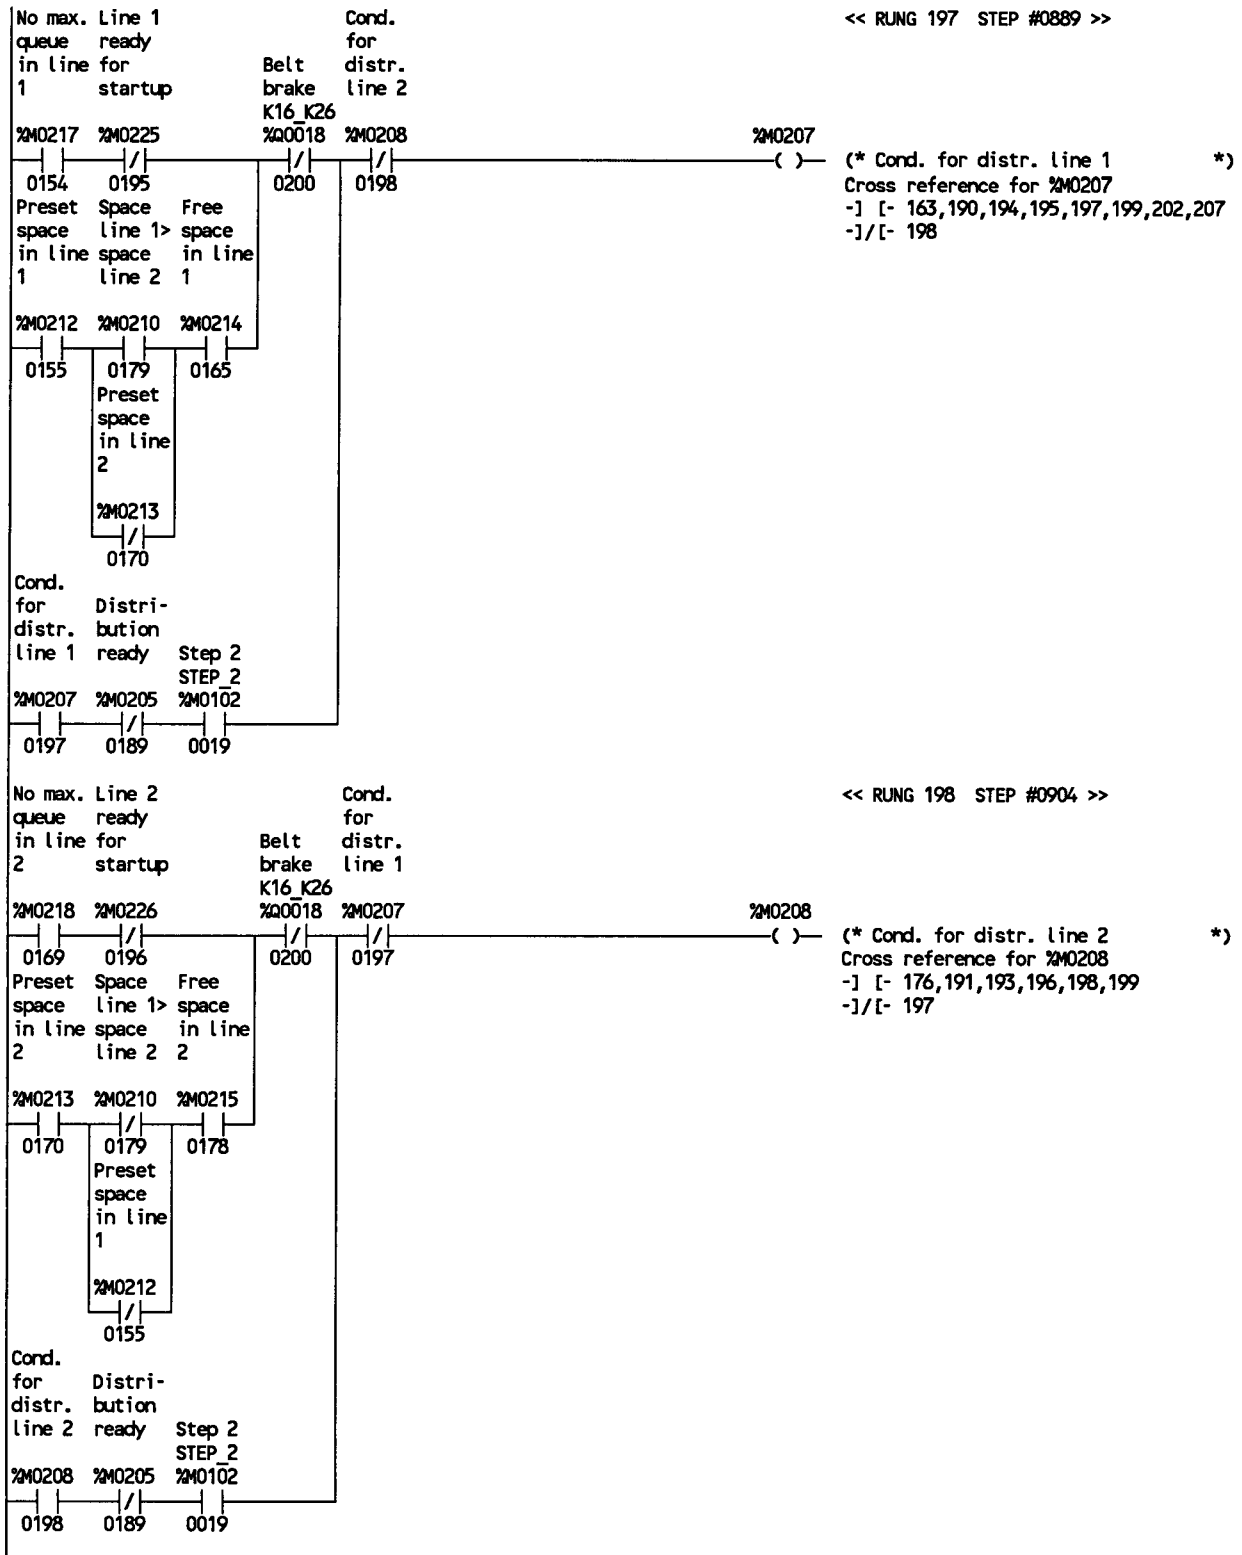 No max. Line 1 Cond. << RUNG 197 STEP #0889 >>
queue ready for
in line for Belt distr.
1 startup brake line 2
K16_K26
%M0217 %M0225 %Q0018 %M0208 %M0207
(* Cond. for distr. line 1 *)
0154 0195 0200 0198 Cross reference for %M0207
Preset Space Free -] [- 163,190,194,195,197,199,202,207
space line 1> space -]/[- 198
in line space in line
1 line 2 1
%M0212 %M0210 %M0214
0155 0179 0165
Preset
space
in line
2
%M0213
0170
Cond.
for Distri-
distr. bution
line 1 ready Step 2
STEP_2
%M0207 %M0205 %M0102
0197 0189 0019
No max. Line 2 Cond. << RUNG 198 STEP #0904 >>
queue ready for
in line for Belt distr.
2 startup brake line 1
K16_K26
%M0218 %M0226 %Q0018 %M0207 %M0208
(* Cond. for distr. line 2 *)
0169 0196 0200 0197 Cross reference for %M0208
Preset Space Free -] [- 176,191,193,196,198,199
space line 1> space -]/[- 197
in line space in line
2 line 2 2
%M0213 %M0210 %M0215
0170 0179 0178
Preset
space
in line
1
%M0212
0155
Cond.
for Distri-
distr. bution
line 2 ready Step 2
STEP_2
%M0208 %M0205 %M0102
0198 0189 0019